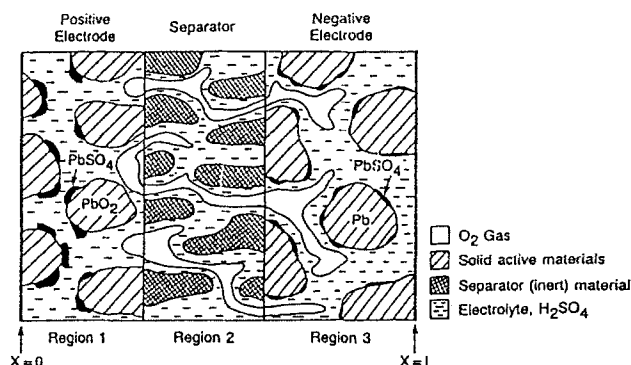 Positive
Electrode
Separator
Negative
Electrode
PbSO4
PbO2
PbSO4
Pb
O2 Gas
Solid active materials
Separator (inert) material
Electrolyte, H2SO4
Region 1
Region 2
Region 3
X=0